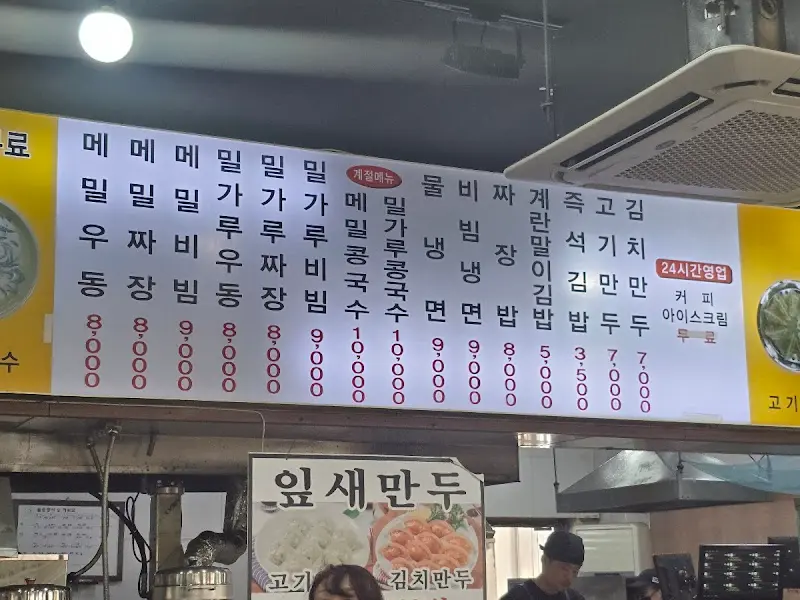 료
수
메밀우동 8,000
메밀짜장 8,000
메밀비빔 9,000
밀가루우동 8,000
밀가루짜장 8,000
밀가루비빔 9,000
계절메뉴
메밀콩국수 10,000
밀가루콩국수 10,000
물냉면 9,000
비빔냉면 9,000
짜장밥 8,000
계란말이김밥 5,000
즉석김밥 3,500
고기만두 7,000
김치만두 7,000
24시간영업
커피
아이스크림
무료
고기
잎새만두
고기
김치만두